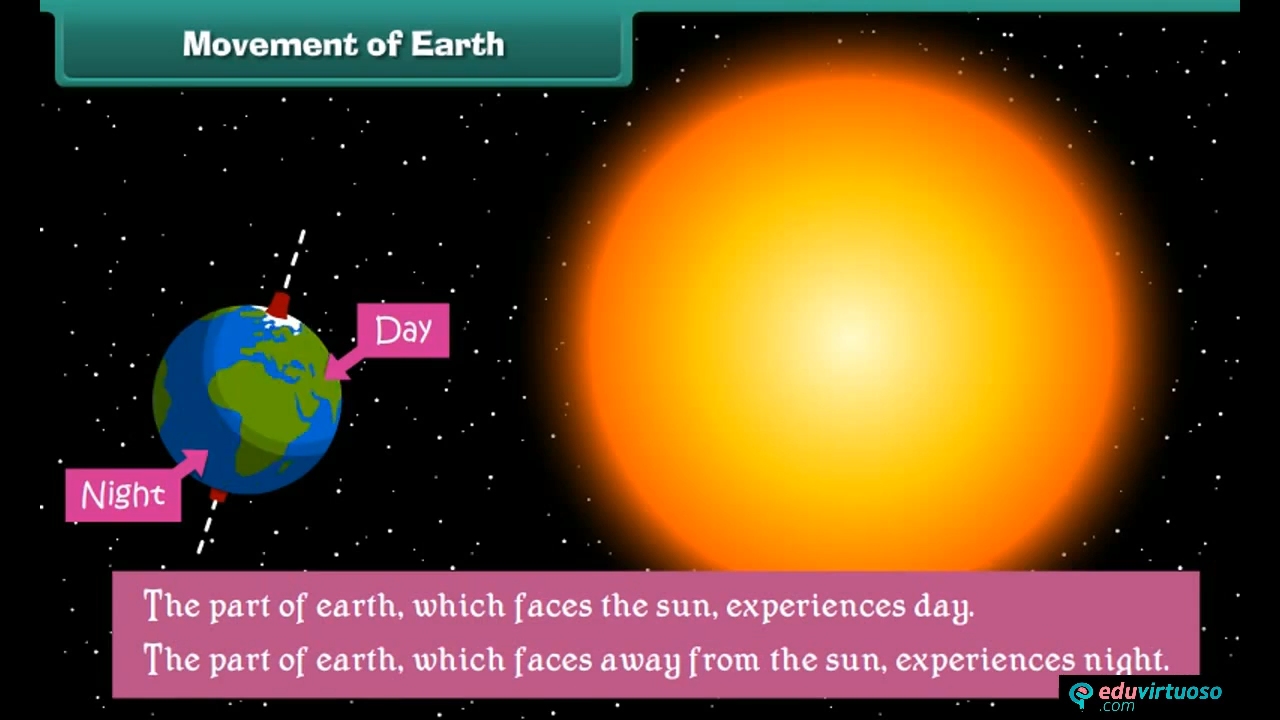 Movement of Earth
Day
Night
The part of earth, which faces the sun, experiences day.
The part of earth, which faces away from the sun, experiences night.
eduvirtuoso
.com